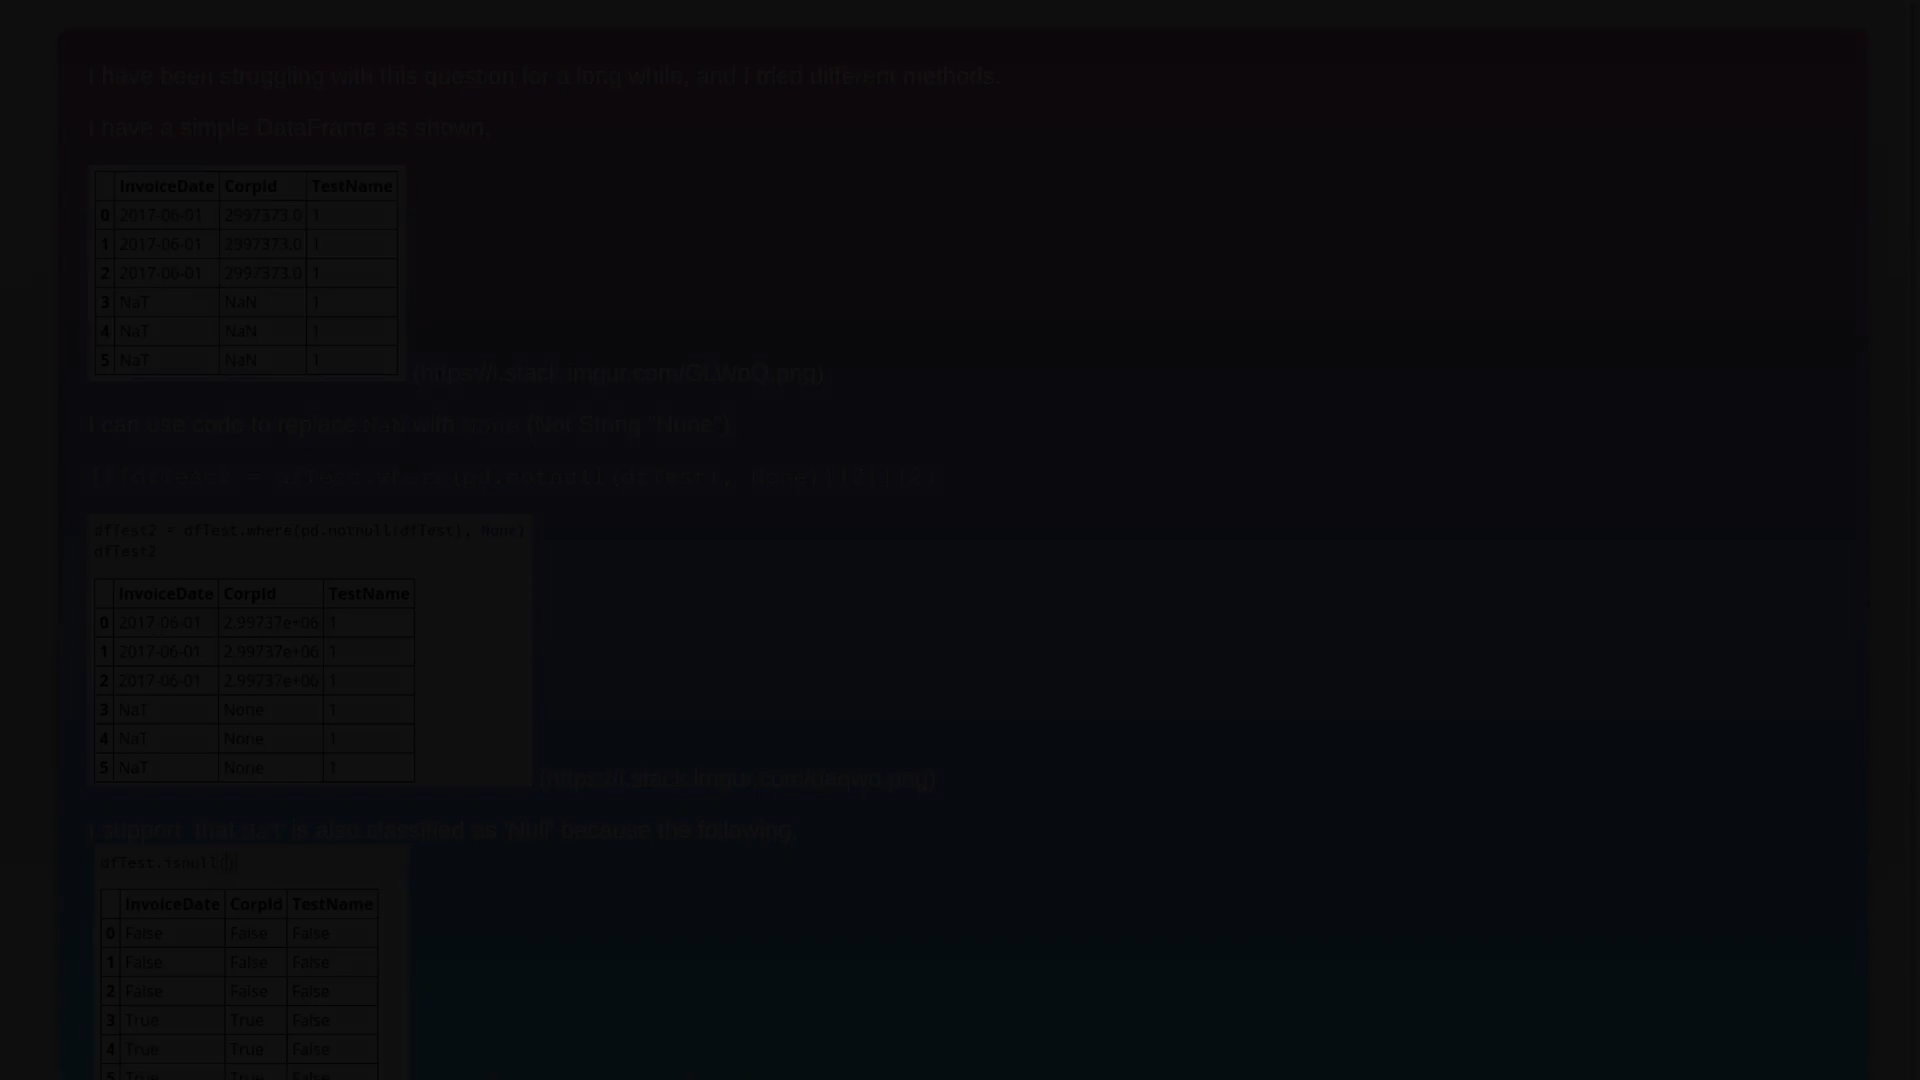 I have been struggling with this question for a long while, and I tried different methods.
I have a simple DataFrame as shown,
InvoiceDate CorpId TestName
0 2017-06-01 2997373.0 1
1 2017-06-01 2997373.0 1
2 2017-06-01 2997373.0 1
3 NaT NaN 1
4 NaT NaN 1
5 NaT NaN 1
I can use code to replace NaN with None (Not String "None"),
dfTest2 = dfTest.where(pd.notnull(dfTest), None)
dfTest2
InvoiceDate CorpId TestName
0 2017-06-01 2.99737e+06 1
1 2017-06-01 2.99737e+06 1
2 2017-06-01 2.99737e+06 1
3 NaT None 1
4 NaT None 1
5 NaT None 1
I support that NaT is also classified as 'Null' because the following,
dfTest.isnull()
InvoiceDate CorpId TestName
0 False False False
1 False False False
2 False False False
3 True True False
4 True True False
5 True True False